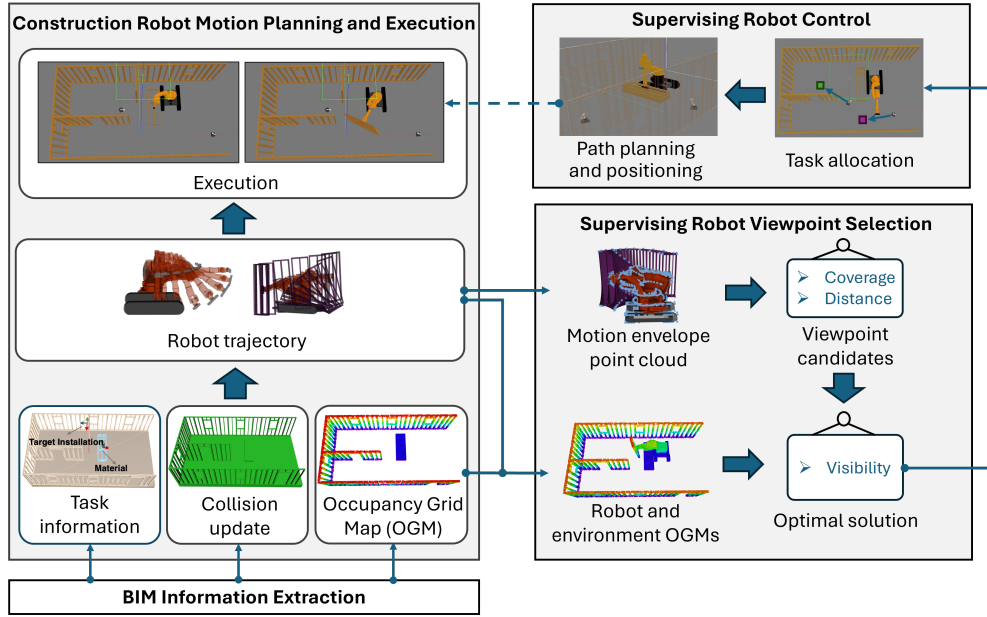 Construction Robot Motion Planning and Execution
Execution
Robot trajectory
Target Installation
Material
Task
information
Collision
update
Occupancy Grid
Map (OGM)
BIM Information Extraction
Supervising Robot Control
Path planning
and positioning
Task allocation
Supervising Robot Viewpoint Selection
Motion envelope
point cloud
➢ Coverage
➢ Distance
Viewpoint
candidates
Robot and
environment OGMs
➢ Visibility
Optimal solution